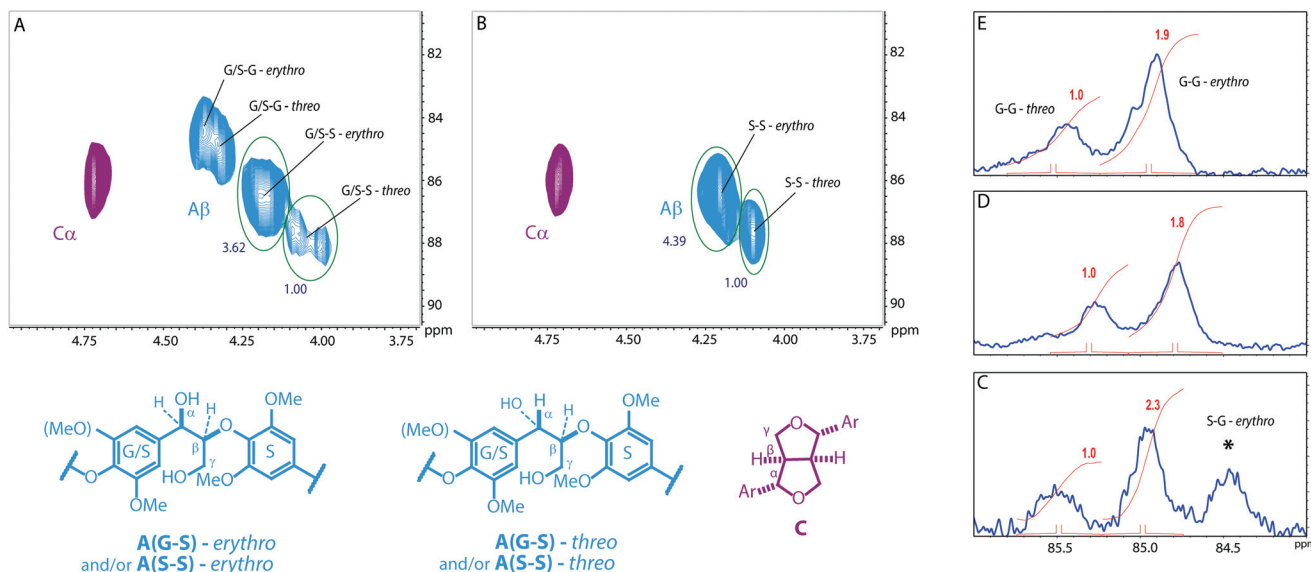 A
82
G/S-G - erythro
84
G/S-G - threo
G/S-S - erythro
86
G/S-S - threo
Aβ
Cα
3.62
88
1.00
90
ppm
4.75 4.50 4.25 4.00 3.75
B
82
84
S-S - erythro
86
S-S - threo
Aβ
Cα
4.39
88
1.00
90
ppm
4.75 4.50 4.25 4.00 3.75
E
1.9
G-G - threo
1.0
G-G - erythro
D
1.8
1.0
C
2.3
S-G - erythro
1.0
*
85.5 85.0 84.5 ppm
H OH H OMe
(MeO) α O
G/S β S
O γ
HO MeO
OMe
A(G-S) - erythro
and/or A(S-S) - erythro
HO H H OMe
(MeO) α O
G/S β S
O γ
HO MeO
OMe
A(G-S) - threo
and/or A(S-S) - threo
O Ar
γ
H β H
α
Ar O
C